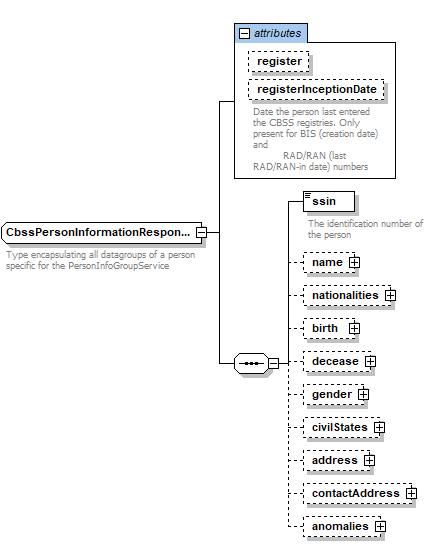 attributes
register
registerInceptionDate
Date the person last entered
the CBSS registries. Only
present for BIS (creation date)
and
RAD/RAN (last
RAD/RAN-in date) numbers
CbssPersonInformationRespon...
Type encapsulating all datagroups of a person
specific for the PersonInfoGroupService
ssin
The identification number of
the person
name
nationalities
birth
decease
gender
civilStates
address
contactAddress
anomalies